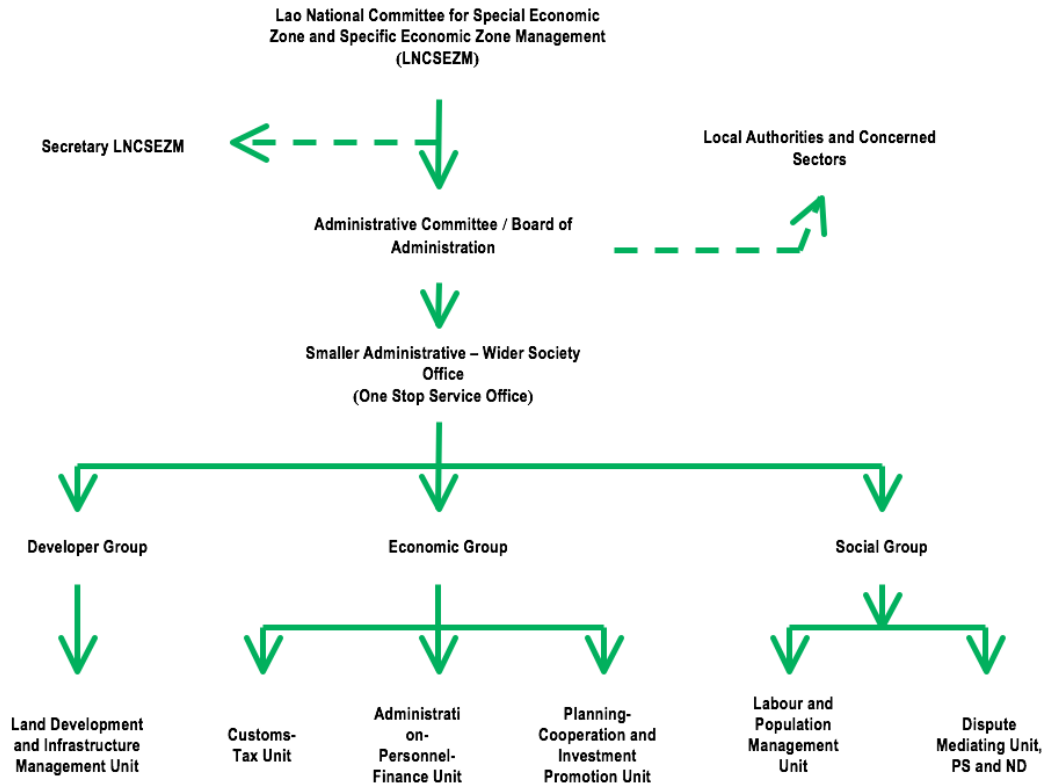 Lao National Committee for Special Economic
Zone and Specific Economic Zone Management
(LNCSEZM)
Secretary LNCSEZM
Local Authorities and Concerned
Sectors
Administrative Committee / Board of
Administration
Smaller Administrative – Wider Society
Office
(One Stop Service Office)
Developer Group
Economic Group
Social Group
Land Development
and Infrastructure
Management Unit
Customs-
Tax Unit
Administrati
on-
Personnel-
Finance Unit
Planning-
Cooperation and
Investment
Promotion Unit
Labour and
Population
Management
Unit
Dispute
Mediating Unit,
PS and ND